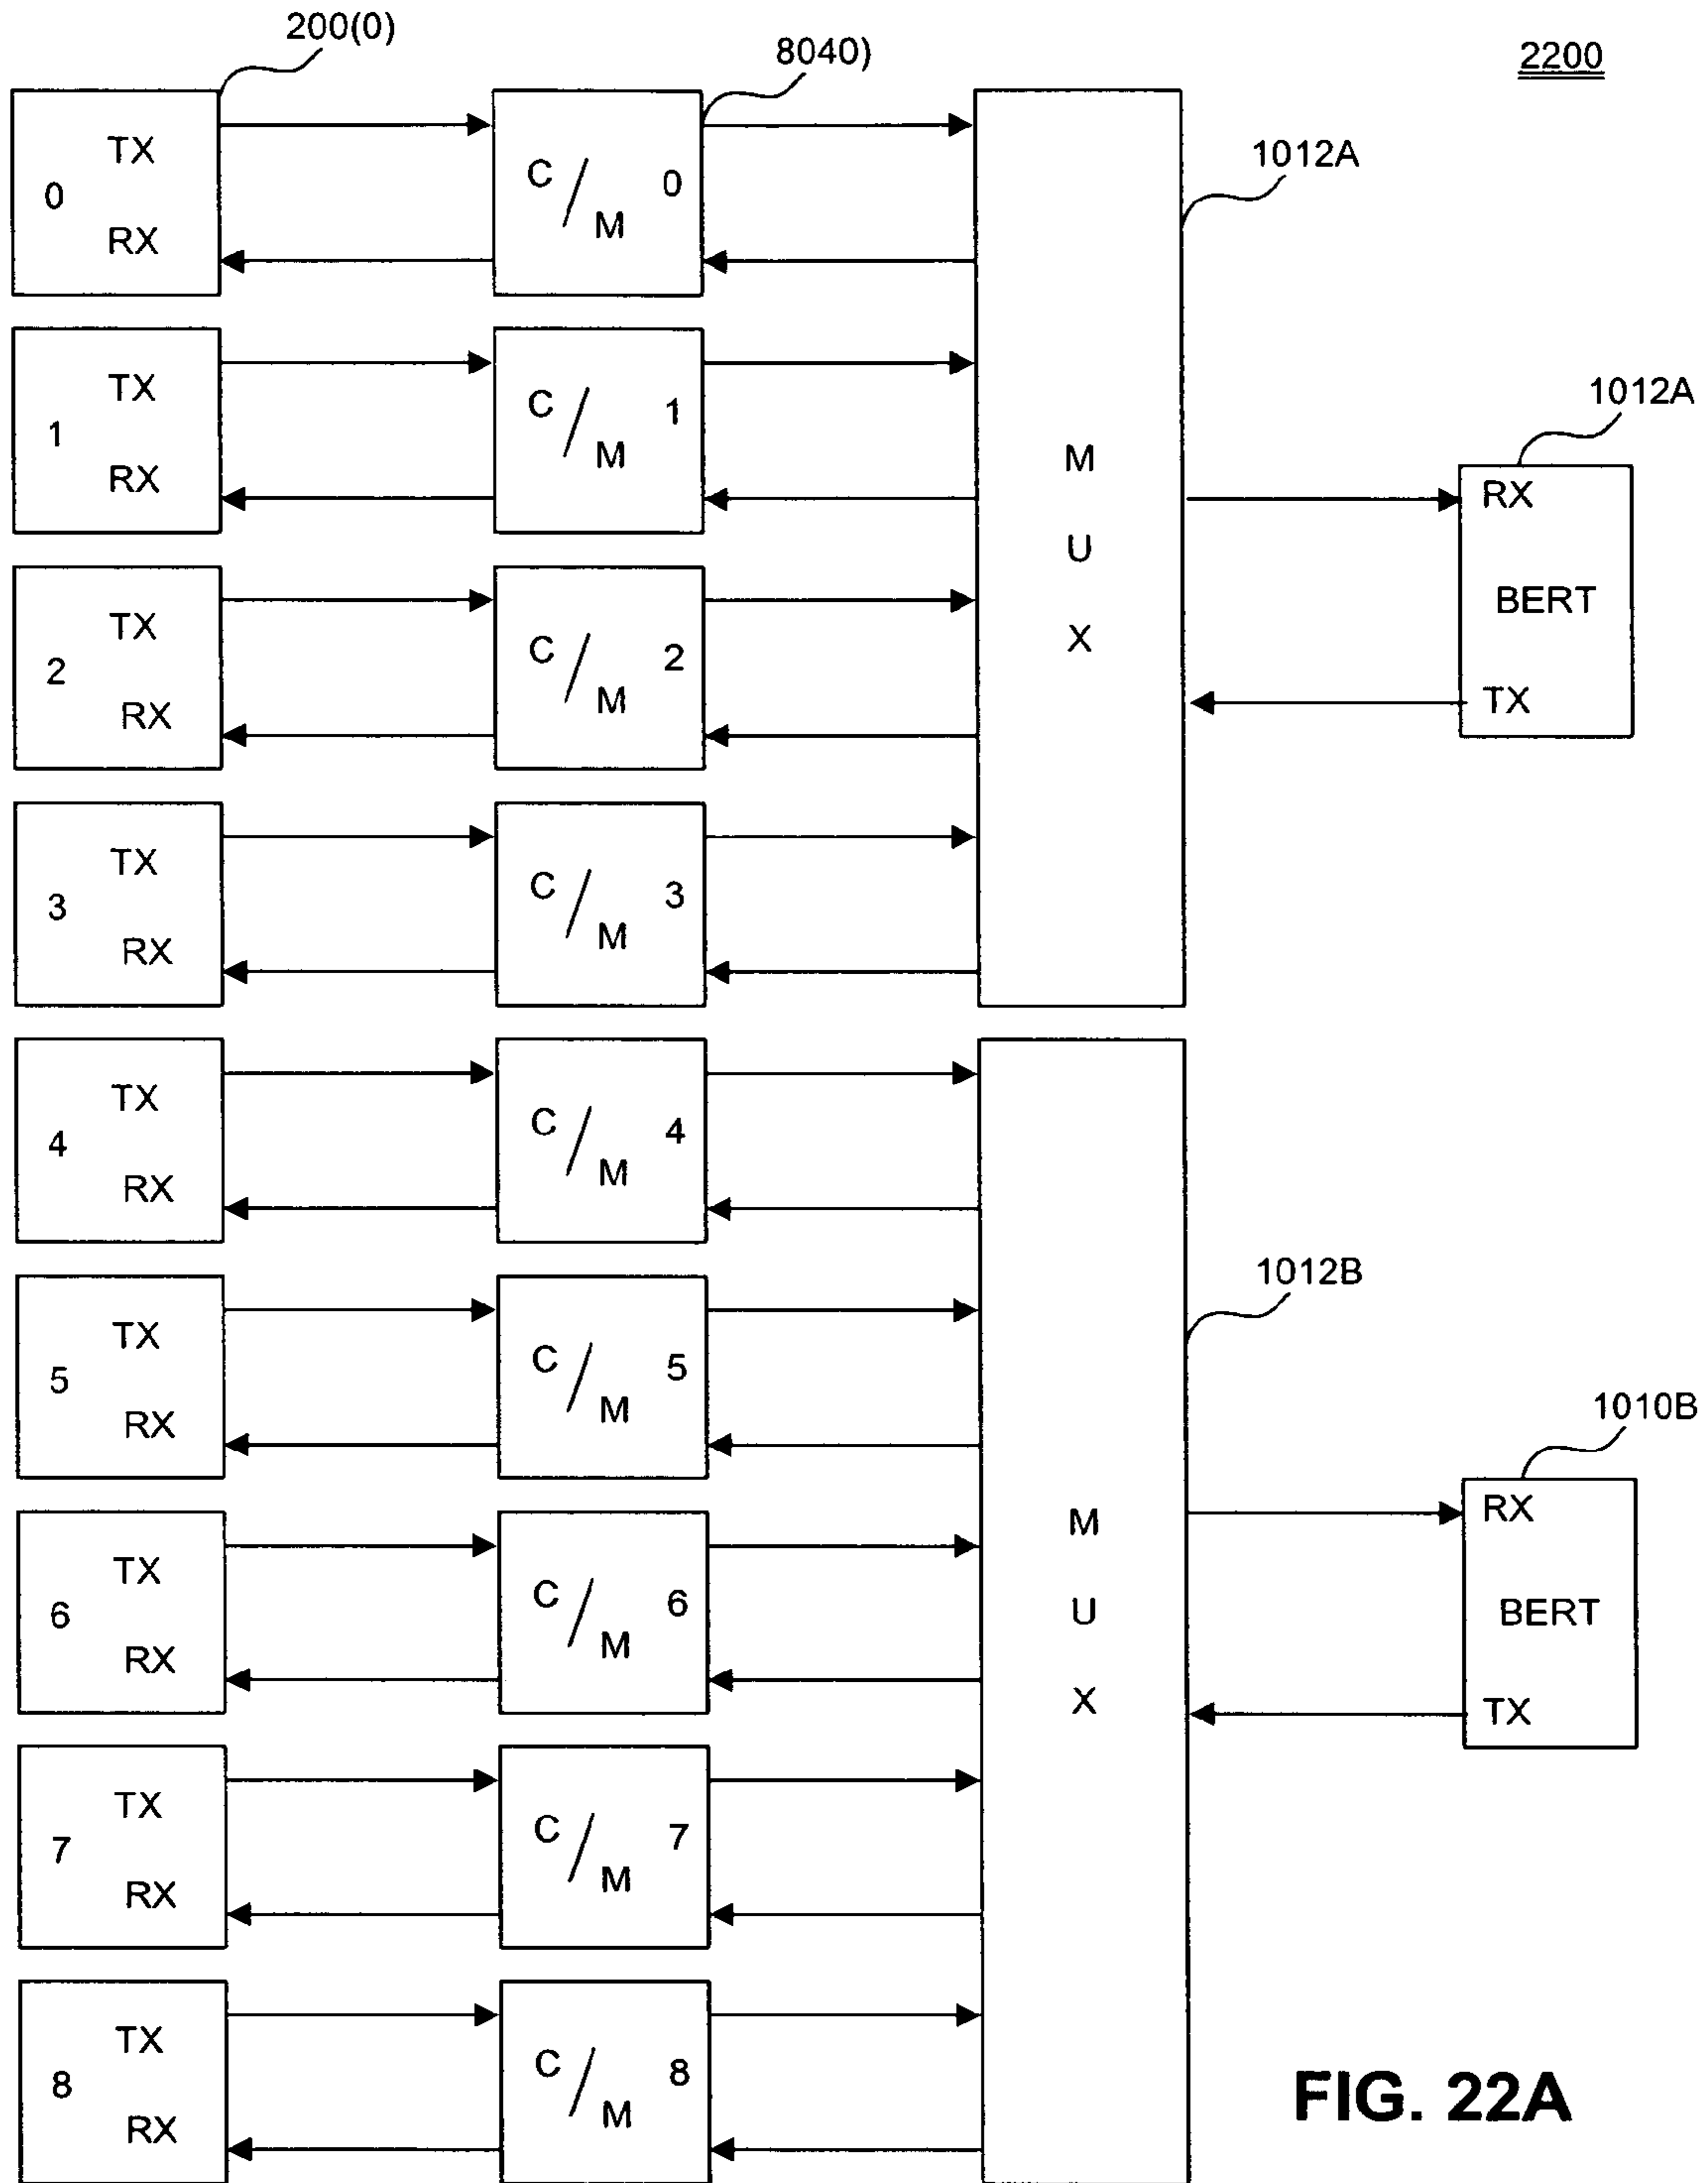 200(0)
8040)
2200
1012A
TX
0
RX
C / M 0
1012A
TX
1
RX
C / M 1
M
U
X
RX
BERT
TX
TX
2
RX
C / M 2
TX
3
RX
C / M 3
TX
4
RX
C / M 4
1012B
TX
5
RX
C / M 5
1010B
M
U
X
RX
BERT
TX
TX
6
RX
C / M 6
TX
7
RX
C / M 7
TX
8
RX
C / M 8
FIG. 22A